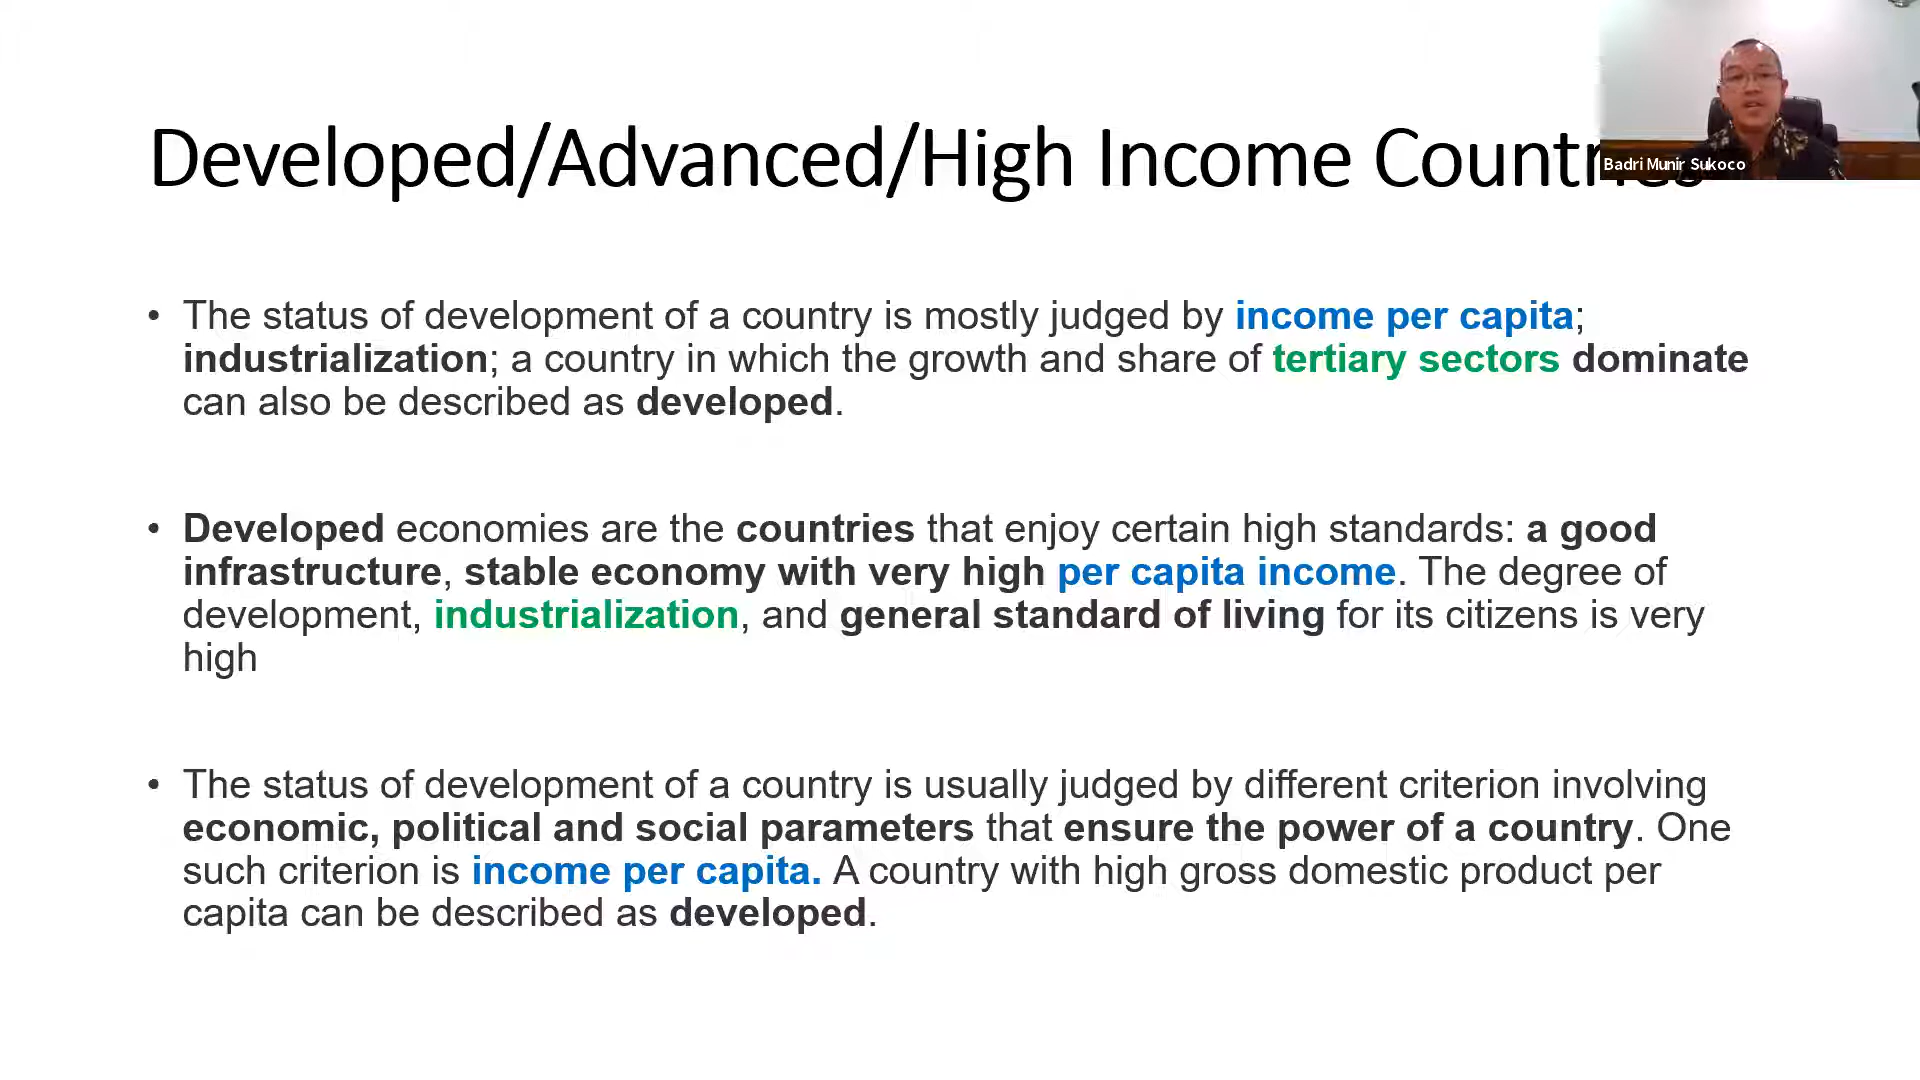 Developed/Advanced/High Income Countries
Badri Munir Sukoco
• The status of development of a country is mostly judged by income per capita;
industrialization; a country in which the growth and share of tertiary sectors dominate
can also be described as developed.
• Developed economies are the countries that enjoy certain high standards: a good
infrastructure, stable economy with very high per capita income. The degree of
development, industrialization, and general standard of living for its citizens is very
high
• The status of development of a country is usually judged by different criterion involving
economic, political and social parameters that ensure the power of a country. One
such criterion is income per capita. A country with high gross domestic product per
capita can be described as developed.